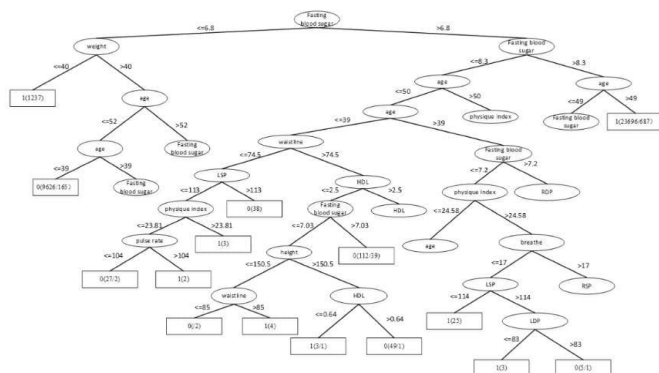 Fasting
blood sugar
<=6.8
>6.8
weight
Fasting blood
sugar
<=40
>40
<=8.3
>8.3
1(1237)
age
age
age
<=52
>52
<=50
>50
<=49
>49
age
Fasting
blood sugar
age
physique index
Fasting blood
sugar
1(23696/687)
<=39
>39
<=39
>39
0(9626/165)
Fasting
blood sugar
waistline
Fasting blood
sugar
<=74.5
>74.5
<=7.2
>7.2
LSP
HDL
physique index
RDP
<=113
>113
<=2.5
>2.5
<=24.58
>24.58
physique index
0(38)
Fasting
blood sugar
HDL
age
breathe
<=23.81
>23.81
<=7.03
>7.03
<=17
>17
pulse rate
1(3)
height
0(112/39)
LSP
RSP
<=104
>104
<=150.5
>150.5
<=114
>114
0(27/2)
1(2)
waistline
HDL
1(25)
LDP
<=85
>85
<=0.64
>0.64
<=83
>83
0(/2)
1(4)
1(3/1)
0(49/1)
1(3)
0(5/1)